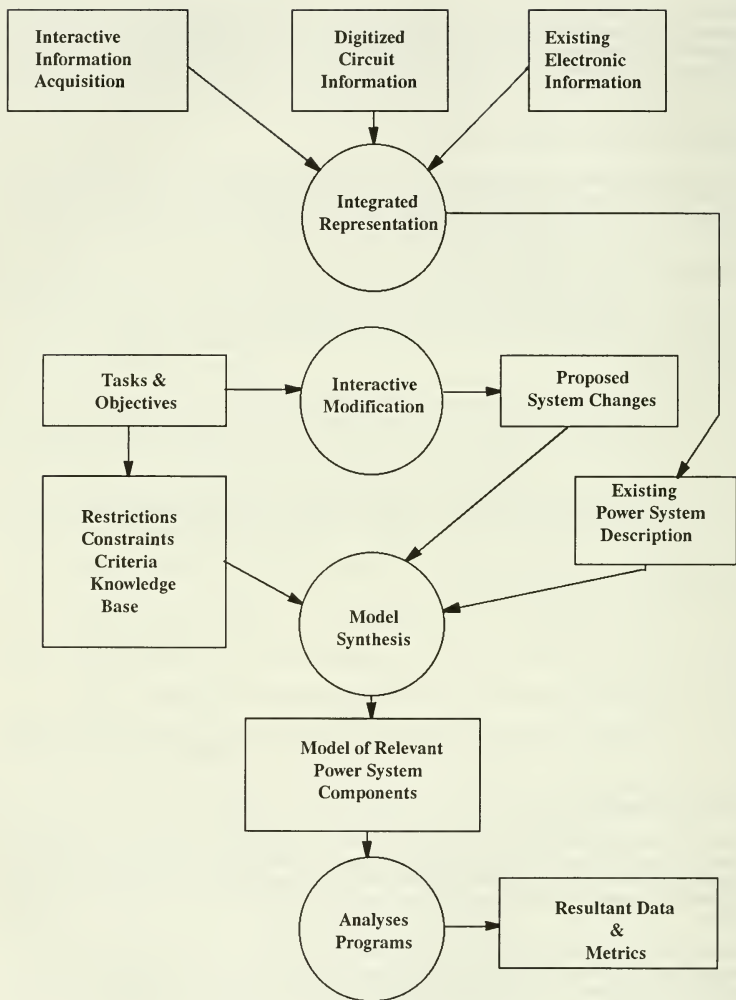 Interactive
Information
Acquisition
Digitized
Circuit
Information
Existing
Electronic
Information
Integrated
Representation
Tasks &
Objectives
Interactive
Modification
Proposed
System Changes
Restrictions
Constraints
Criteria
Knowledge
Base
Existing
Power System
Description
Model
Synthesis
Model of Relevant
Power System
Components
Analyses
Programs
Resultant Data
&
Metrics